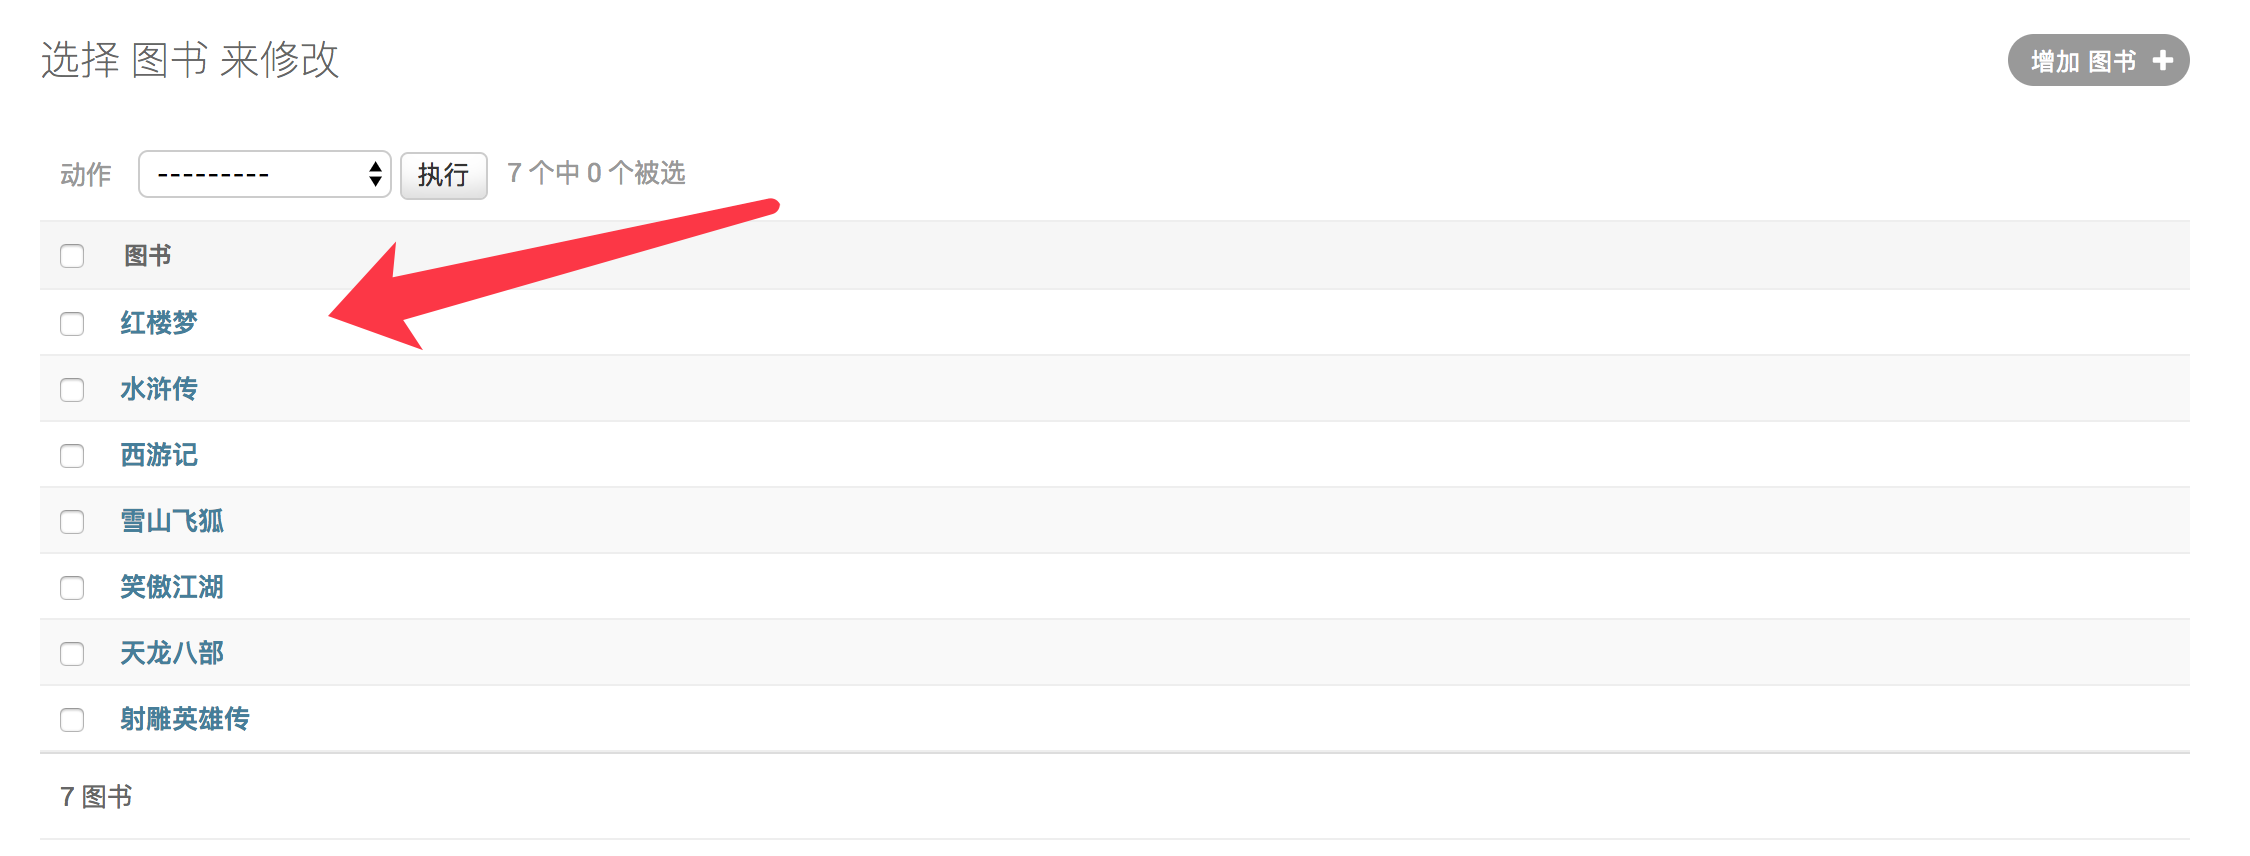 选择 图书 来修改
增加 图书
动作 --------- 执行 7 个中 0 个被选
图书
红楼梦
水浒传
西游记
雪山飞狐
笑傲江湖
天龙八部
射雕英雄传
7 图书